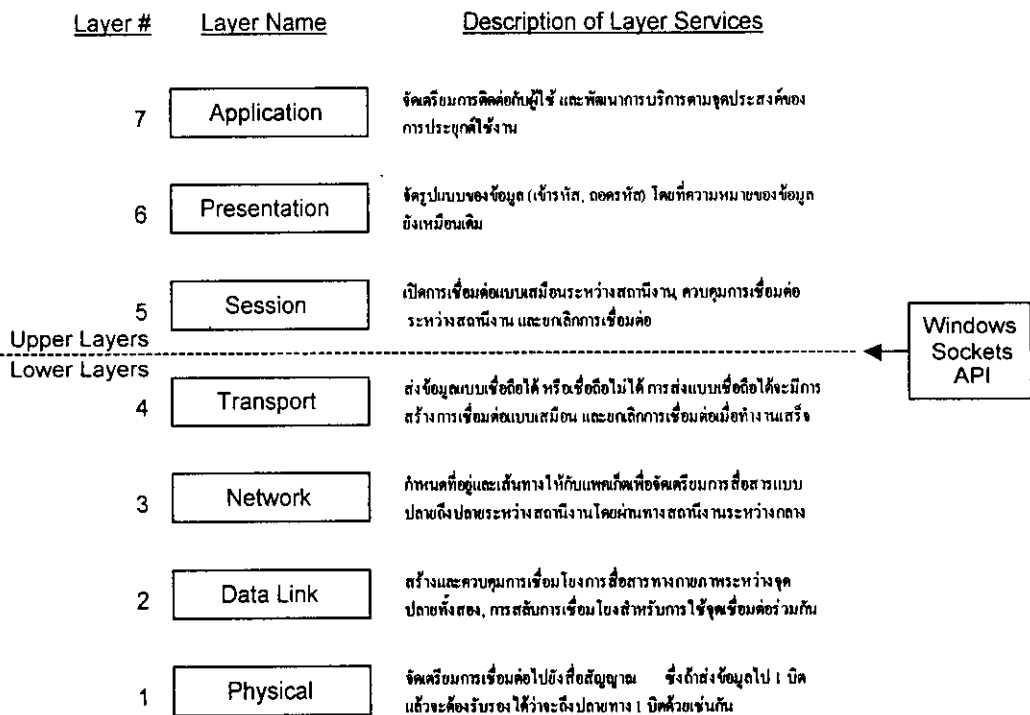 Layer # Layer Name Description of Layer Services
7 Application จัดเตรียมการติดต่อกับผู้ใช้ และพัฒนาการบริการตามจุดประสงค์ของ
การประยุกต์ใช้งาน
6 Presentation จัดรูปแบบของข้อมูล (เข้ารหัส, ถอดรหัส) โดยที่ความหมายของข้อมูล
ยังเหมือนเดิม
5 Session เปิดการเชื่อมต่อแบบเสมือนระหว่างสถานีงาน, ควบคุมการเชื่อมต่อ
ระหว่างสถานีงาน และยกเลิกการเชื่อมต่อ
Upper Layers
Lower Layers
Windows
Sockets
API
4 Transport ส่งข้อมูลแบบเชื่อถือได้ หรือเชื่อถือไม่ได้ การส่งแบบเชื่อถือได้จะมีการ
สร้างการเชื่อมต่อแบบเสมือน และยกเลิกการเชื่อมต่อเมื่อทำงานเสร็จ
3 Network กำหนดที่อยู่และเส้นทางให้กับแพคเก็ตเพื่อจัดเตรียมการสื่อสารแบบ
ปลายถึงปลายระหว่างสถานีงานโดยผ่านทางสถานีงานระหว่างกลาง
2 Data Link สร้างและควบคุมการเชื่อมโยงการสื่อสารทางกายภาพระหว่างจุด
ปลายทั้งสอง, การสลับการเชื่อมโยงสำหรับการใช้จุดเชื่อมต่อร่วมกัน
1 Physical จัดเตรียมการเชื่อมต่อไปยังสื่อสัญญาณ ซึ่งถ้าส่งข้อมูลไป 1 บิต
แล้วจะต้องรับรองได้ว่าจะถึงปลายทาง 1 บิตด้วยเช่นกัน